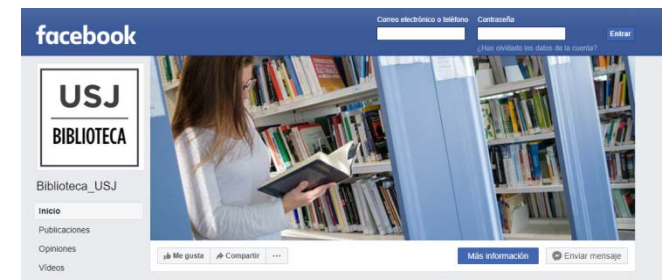 Correo electrónico o teléfono Contraseña
facebook
Entrar
¿Has olvidado los datos de la cuenta?
USJ
BIBLIOTECA
Biblioteca_USJ
Inicio
Publicaciones
Opiniones
Vídeos
Me gusta Compartir ... Más información Enviar mensaje